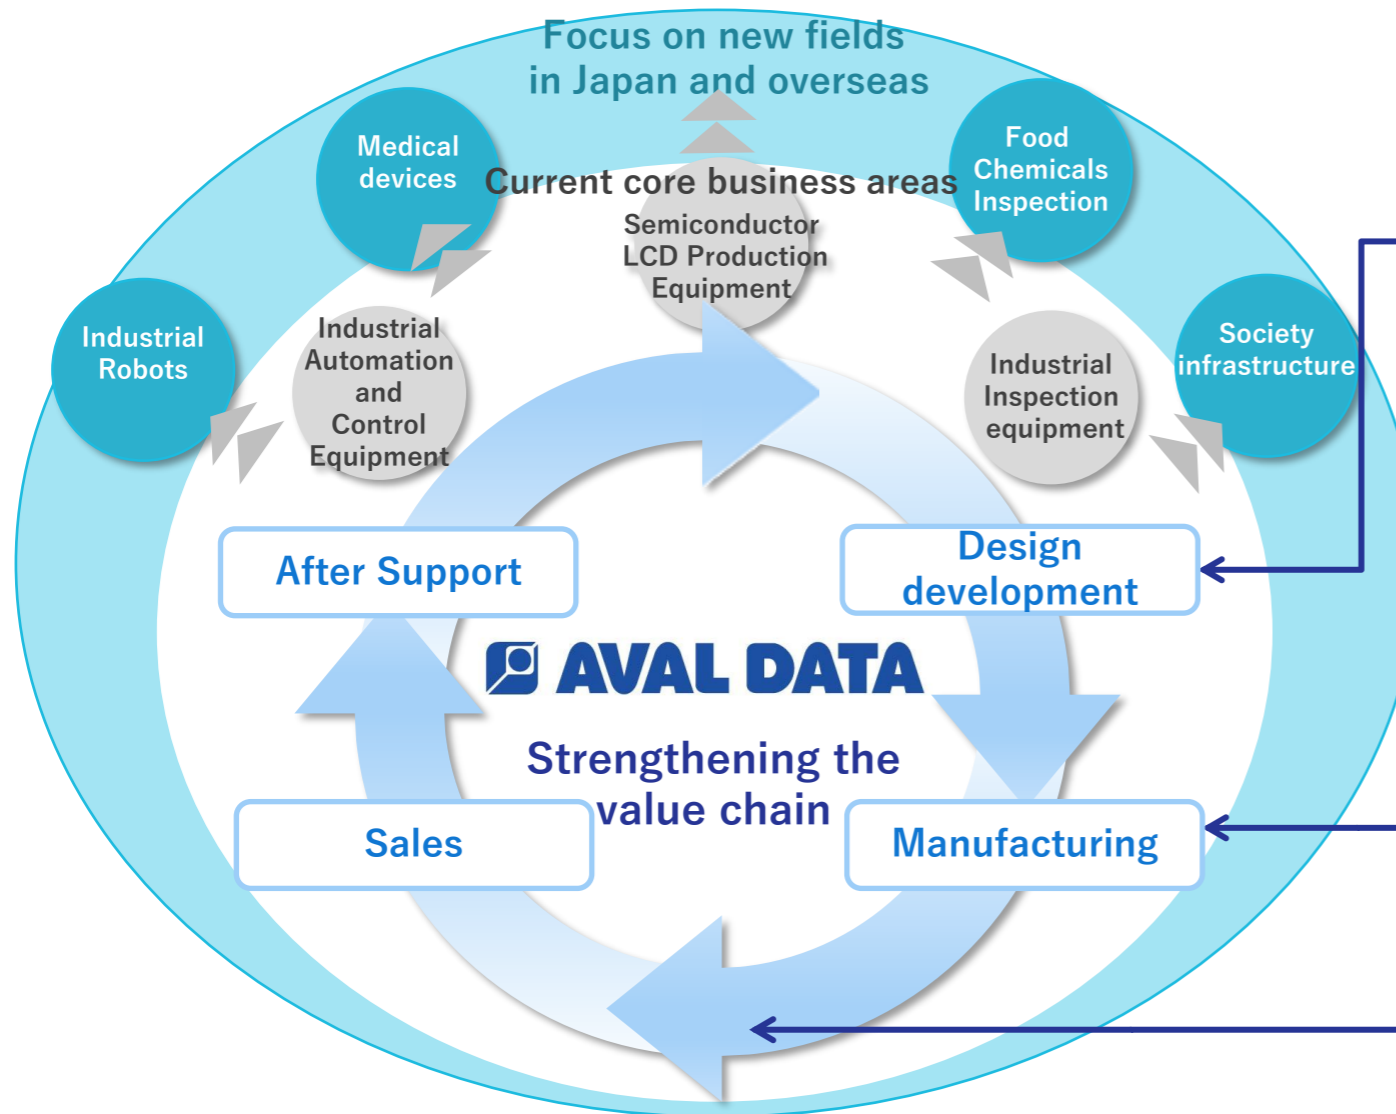 Focus on new fields
in Japan and overseas
Medical
devices
Food
Chemicals
Inspection
Current core business areas
Semiconductor
LCD Production
Equipment
Industrial
Robots
Industrial
Automation
and
Control
Equipment
Industrial
Inspection
equipment
Society
infrastructure
After Support
Design
development
AVAL DATA
Strengthening the
value chain
Sales
Manufacturing